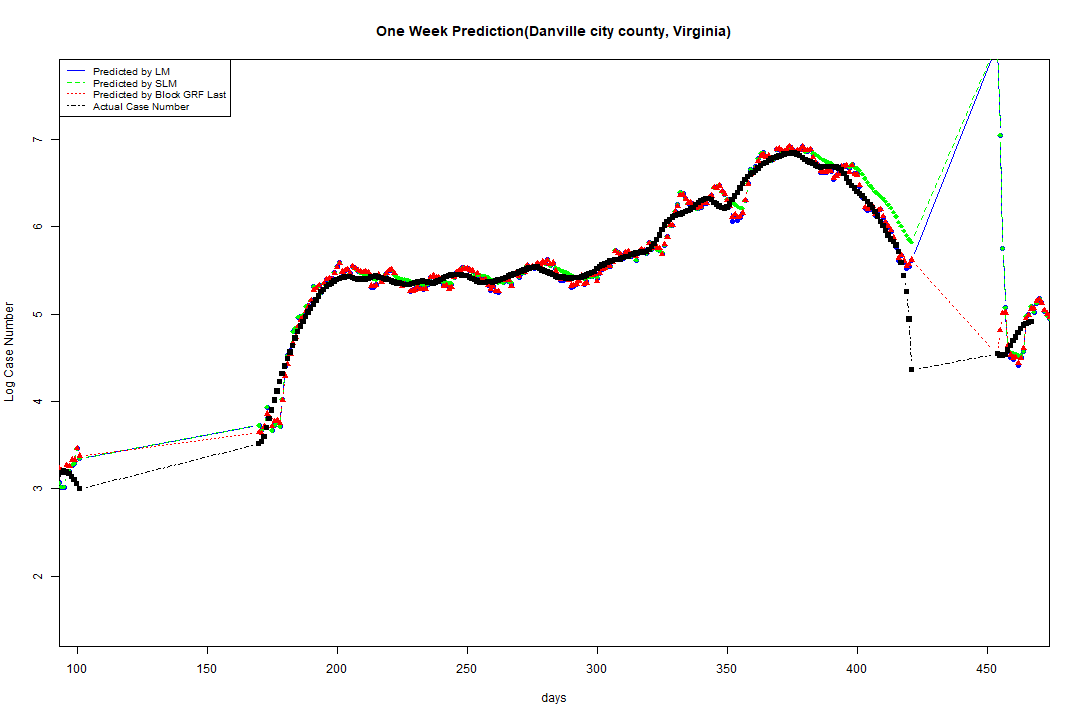 One Week Prediction(Danville city county, Virginia)
Predicted by LM
Predicted by SLM
Predicted by Block GRF Last
Actual Case Number
7
6
5
4
3
2
Log Case Number
100 150 200 250 300 350 400 450
days